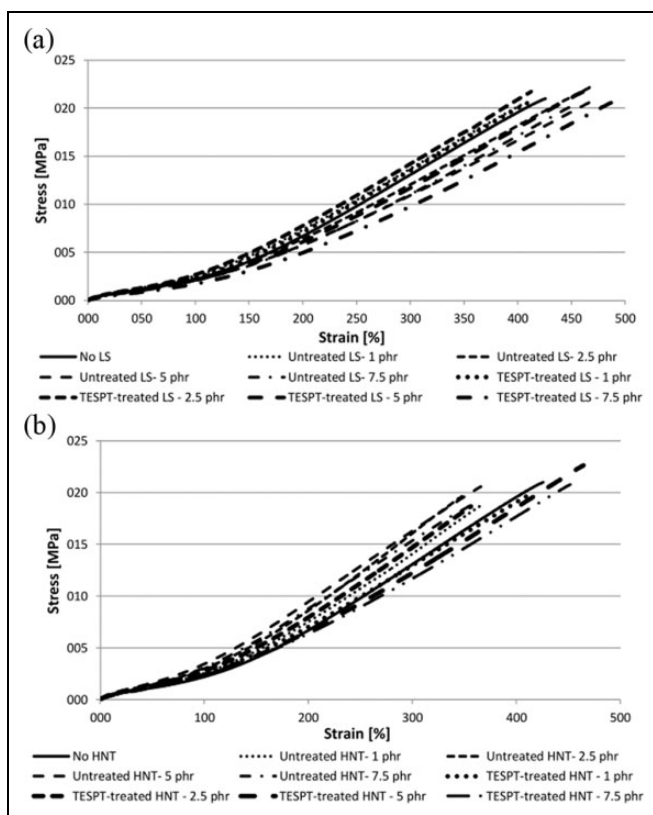 (a)
025
020
015
010
005
000
Stress [MPa]
000 050 100 150 200 250 300 350 400 450 500
Strain [%]
No LS Untreated LS- 1 phr Untreated LS- 2.5 phr
Untreated LS- 5 phr Untreated LS- 7.5 phr TESPT-treated LS - 1 phr
TESPT-treated LS - 2.5 phr TESPT-treated LS - 5 phr TESPT-treated LS - 7.5 phr
(b)
025
020
015
010
005
000
Stress [MPa]
000 100 200 300 400 500
Strain [%]
No HNT Untreated HNT- 1 phr Untreated HNT- 2.5 phr
Untreated HNT- 5 phr Untreated HNT- 7.5 phr TESPT-treated HNT - 1 phr
TESPT-treated HNT - 2.5 phr TESPT-treated HNT - 5 phr TESPT-treated HNT - 7.5 phr